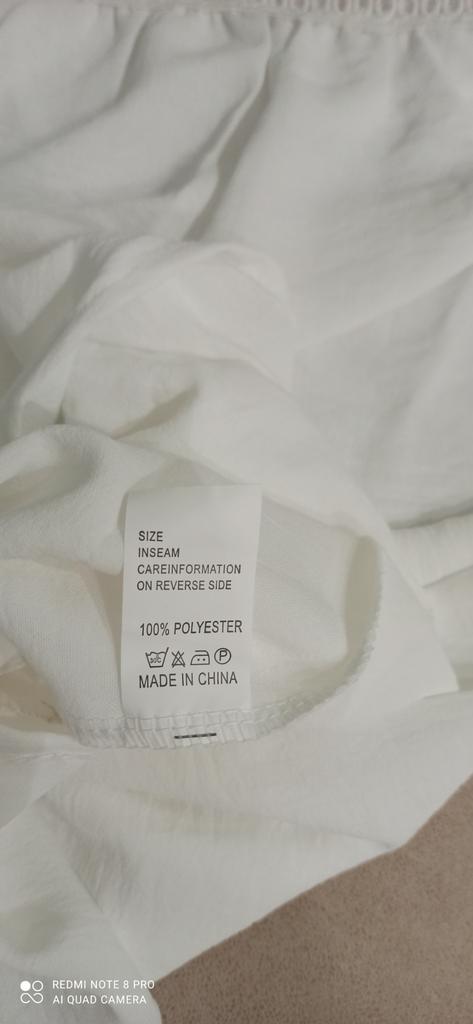 SIZE
INSEAM
CAREINFORMATION
ON REVERSE SIDE
100% POLYESTER
P
MADE IN CHINA
REDMI NOTE 8 PRO
AI QUAD CAMERA